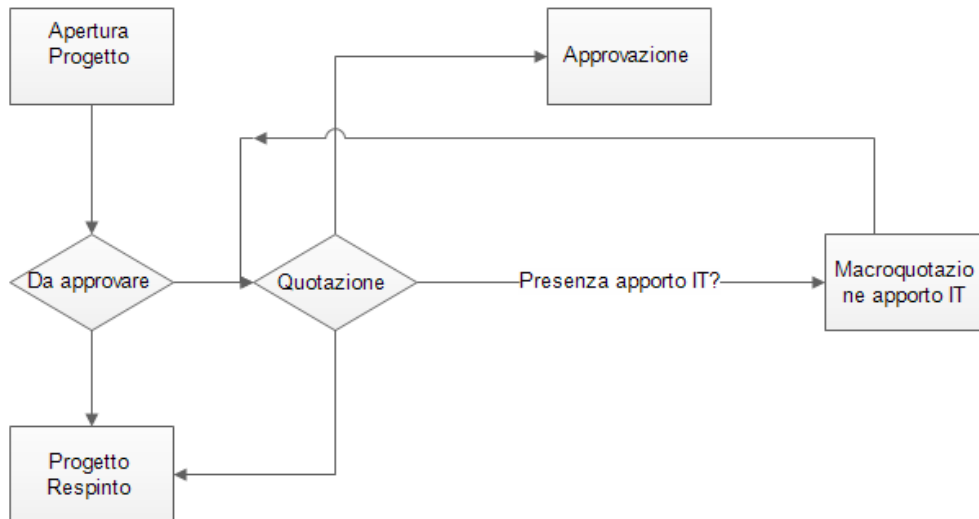 Apertura
Progetto
Approvazione
Da approvare
Quotazione
Presenza apporto IT?
Macroquotazio
ne apporto IT
Progetto
Respinto